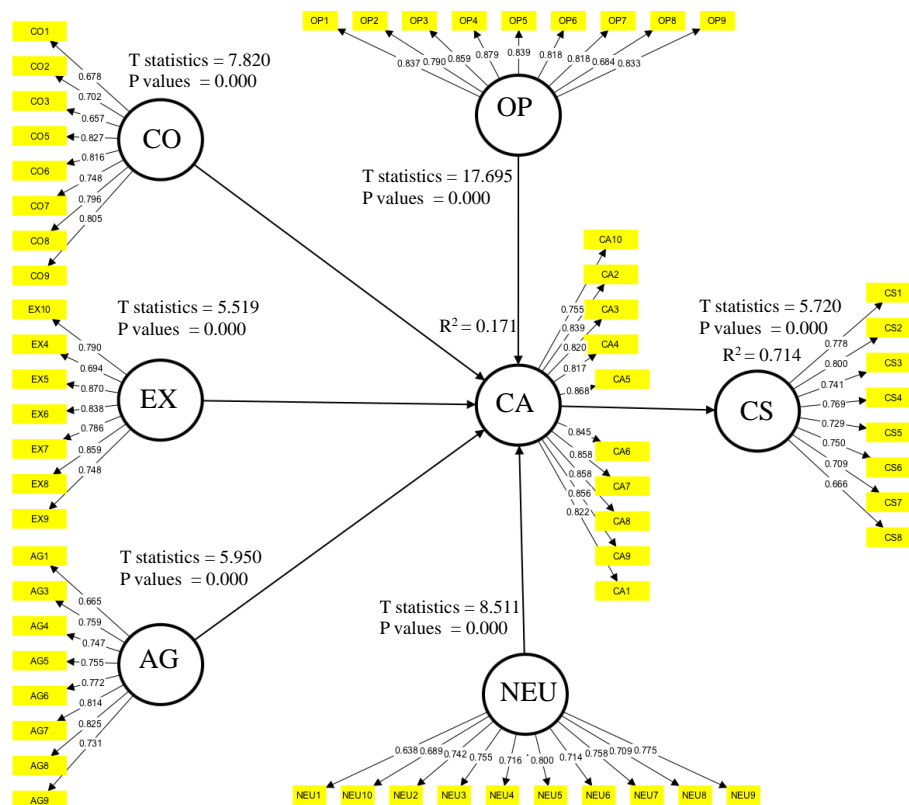 OP1 OP2 OP3 OP4 OP5 OP6 OP7 OP8 OP9
0.837 0.790 0.859 0.879 0.839 0.818 0.818 0.684 0.833
OP
T statistics = 17.695
P values = 0.000
CO1
CO2
CO3
CO5
CO6
CO7
CO8
CO9
0.678
0.702
0.657
0.827
0.816
0.748
0.796
0.805
T statistics = 7.820
P values = 0.000
CO
EX10
EX4
EX5
EX6
EX7
EX8
EX9
0.790
0.694
0.870
0.838
0.786
0.859
0.748
T statistics = 5.519
P values = 0.000
EX
AG1
AG3
AG4
AG5
AG6
AG7
AG8
AG9
0.665
0.759
0.747
0.755
0.772
0.814
0.825
0.731
T statistics = 5.950
P values = 0.000
AG
R² = 0.171
CA
CA10
CA2
CA3
CA4
CA5
CA6
CA7
CA8
CA9
CA1
0.755
0.839
0.820
0.817
0.868
0.845
0.858
0.858
0.856
0.822
T statistics = 5.720
P values = 0.000
R² = 0.714
CS
CS1
CS2
CS3
CS4
CS5
CS6
CS7
CS8
0.778
0.800
0.741
0.769
0.729
0.750
0.709
0.666
T statistics = 8.511
P values = 0.000
NEU
0.638 0.689 0.742 0.755 0.716 0.800 0.714 0.758 0.709 0.775
NEU1 NEU10 NEU2 NEU3 NEU4 NEU5 NEU6 NEU7 NEU8 NEU9